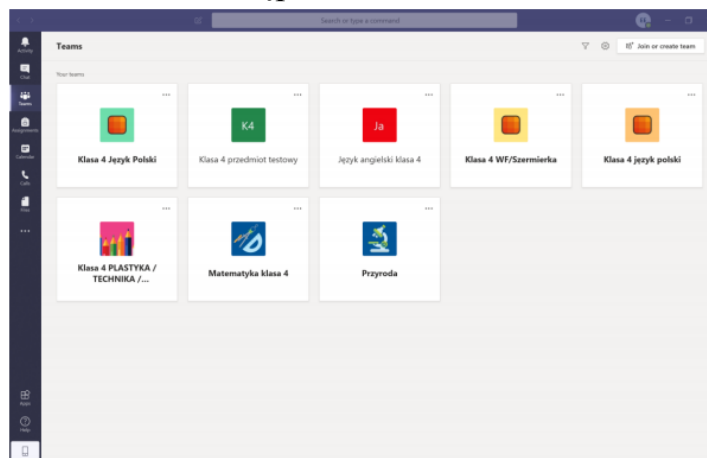 Search or type a command
Activity
Teams
Join or create team
Chat
Your teams
Teams
K4
Ja
Assignments
Klasa 4 Język Polski
Klasa 4 przedmiot testowy
Język angielski klasa 4
Klasa 4 WF/Szermierka
Klasa 4 język polski
Calendar
Calls
Files
...
Klasa 4 PLASTYKA /
TECHNIKA /...
Matematyka klasa 4
Przyroda
Apps
Help